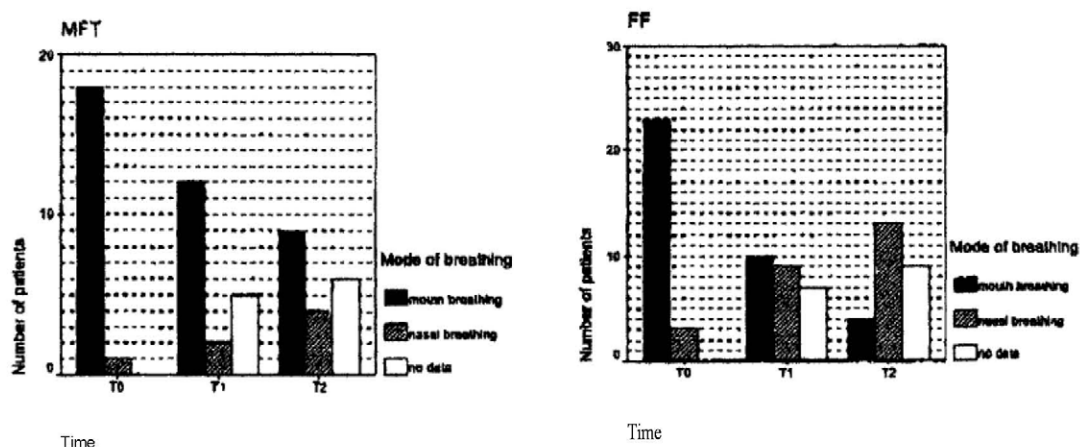 MFT
20
10
0
Number of patients
T0
T1
T2
Mode of breathing
mouth breathing
nasal breathing
no data
Time
FF
30
20
10
0
Number of patients
T0
T1
T2
Mode of breathing
mouth breathing
nasal breathing
no data
Time